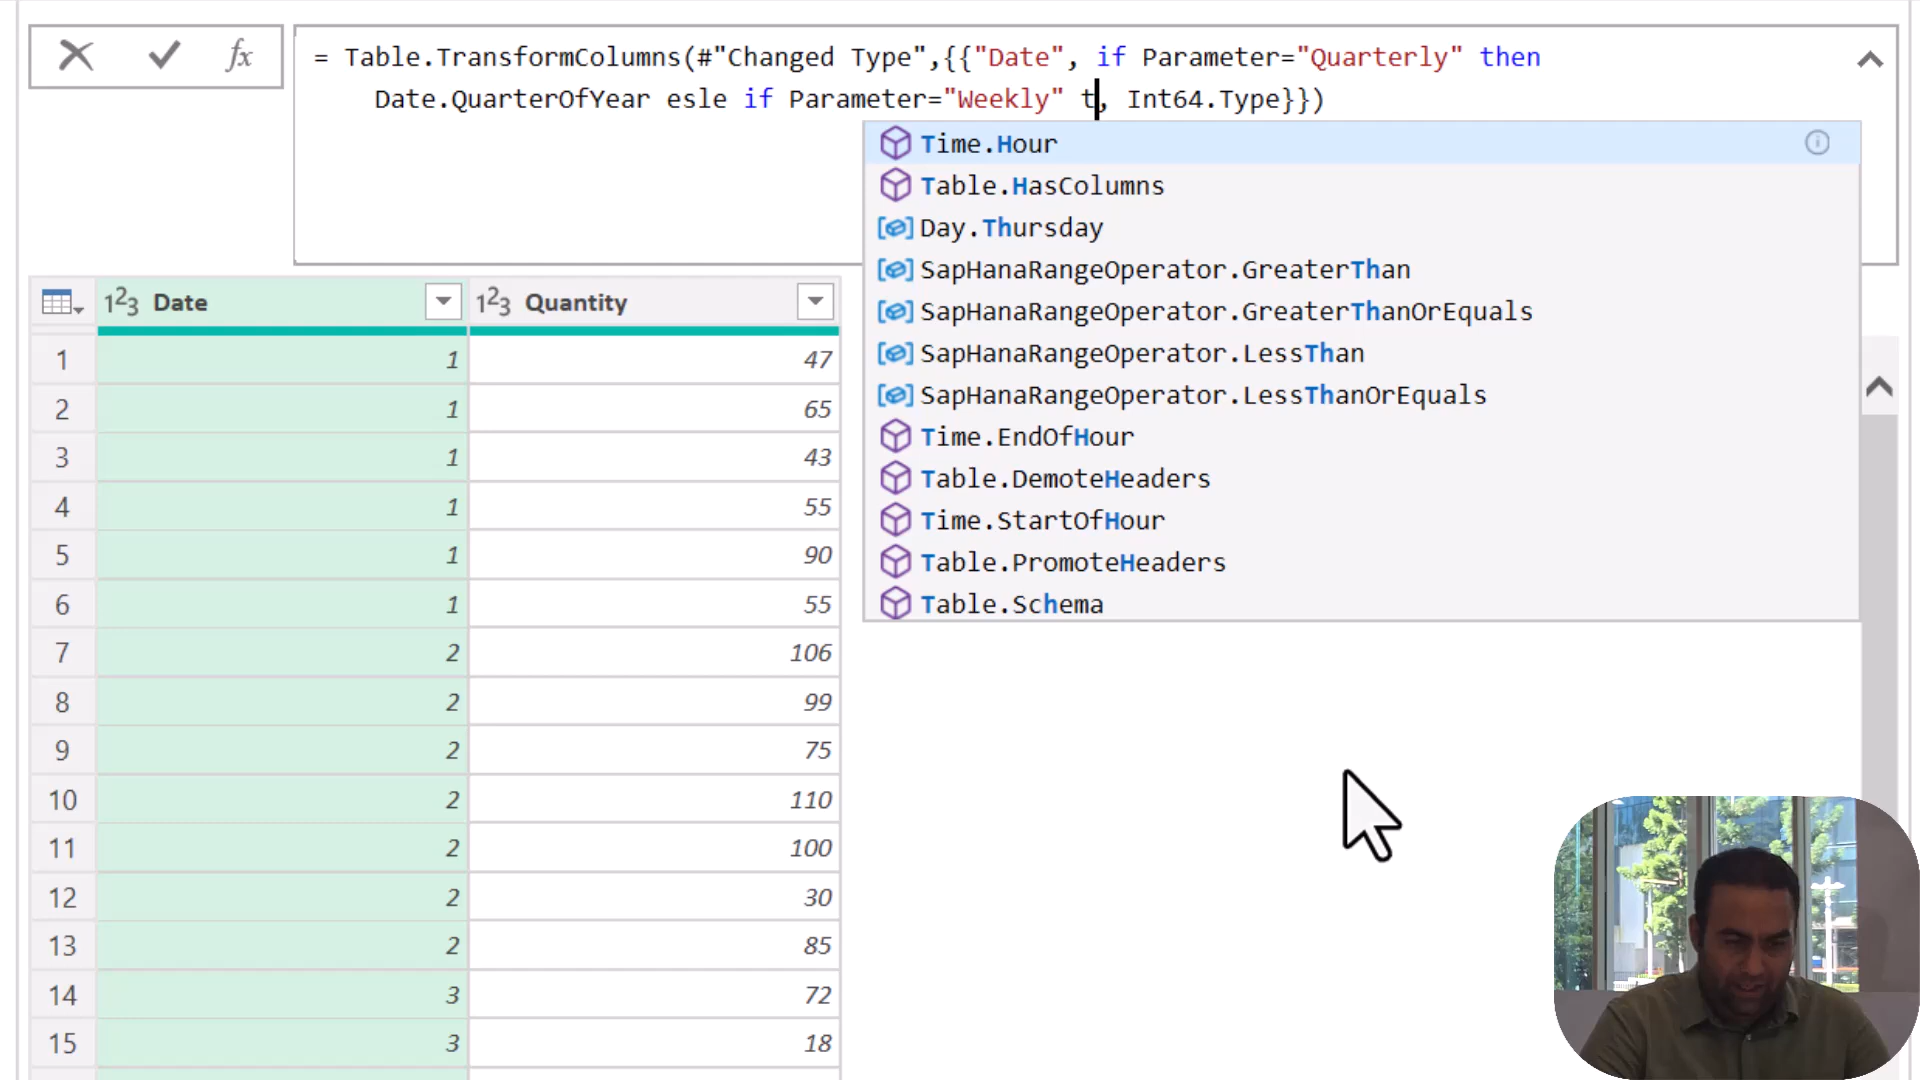 fx
= Table.TransformColumns(#"Changed Type",{{"Date", if Parameter="Quarterly" then
Date.QuarterOfYear esle if Parameter="Weekly" t, Int64.Type}})
Time.Hour
Table.HasColumns
Day.Thursday
SapHanaRangeOperator.GreaterThan
SapHanaRangeOperator.GreaterThanOrEquals
SapHanaRangeOperator.LessThan
SapHanaRangeOperator.LessThanOrEquals
Time.EndOfHour
Table.DemoteHeaders
Time.StartOfHour
Table.PromoteHeaders
Table.Schema
123 Date 123 Quantity
1 1 47
2 1 65
3 1 43
4 1 55
5 1 90
6 1 55
7 2 106
8 2 99
9 2 75
10 2 110
11 2 100
12 2 30
13 2 85
14 3 72
15 3 18